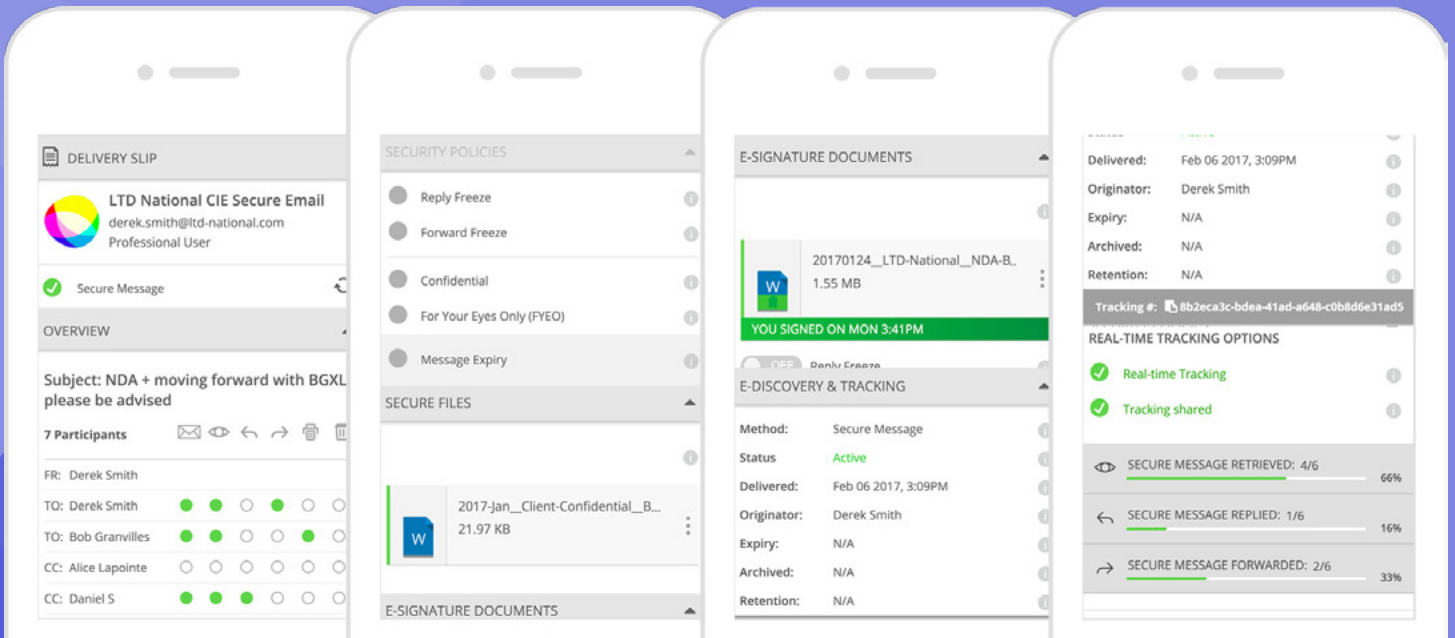 DELIVERY SLIP
LTD National CIE Secure Email
derek.smith@ltd-national.com
Professional User
Secure Message
OVERVIEW
Subject: NDA + moving forward with BGXL
please be advised
7 Participants
FR: Derek Smith
TO: Derek Smith
TO: Bob Granvilles
CC: Alice Lapointe
CC: Daniel S
SECURITY POLICIES
Reply Freeze
Forward Freeze
Confidential
For Your Eyes Only (FYEO)
Message Expiry
SECURE FILES
2017-Jan__Client-Confidential__B...
21.97 KB
W
E-SIGNATURE DOCUMENTS
E-SIGNATURE DOCUMENTS
20170124__LTD-National__NDA-B..
1.55 MB
W
YOU SIGNED ON MON 3:41PM
OFF Reply Freeze
E-DISCOVERY & TRACKING
Method: Secure Message
Status Active
Delivered: Feb 06 2017, 3:09PM
Originator: Derek Smith
Expiry: N/A
Archived: N/A
Retention: N/A
Delivered: Feb 06 2017, 3:09PM
Originator: Derek Smith
Expiry: N/A
Archived: N/A
Retention: N/A
Tracking #: 8b2eca3c-bdea-41ad-a648-c0b8d6e31ad5
REAL-TIME TRACKING OPTIONS
Real-time Tracking
Tracking shared
SECURE MESSAGE RETRIEVED: 4/6
66%
SECURE MESSAGE REPLIED: 1/6
16%
SECURE MESSAGE FORWARDED: 2/6
33%